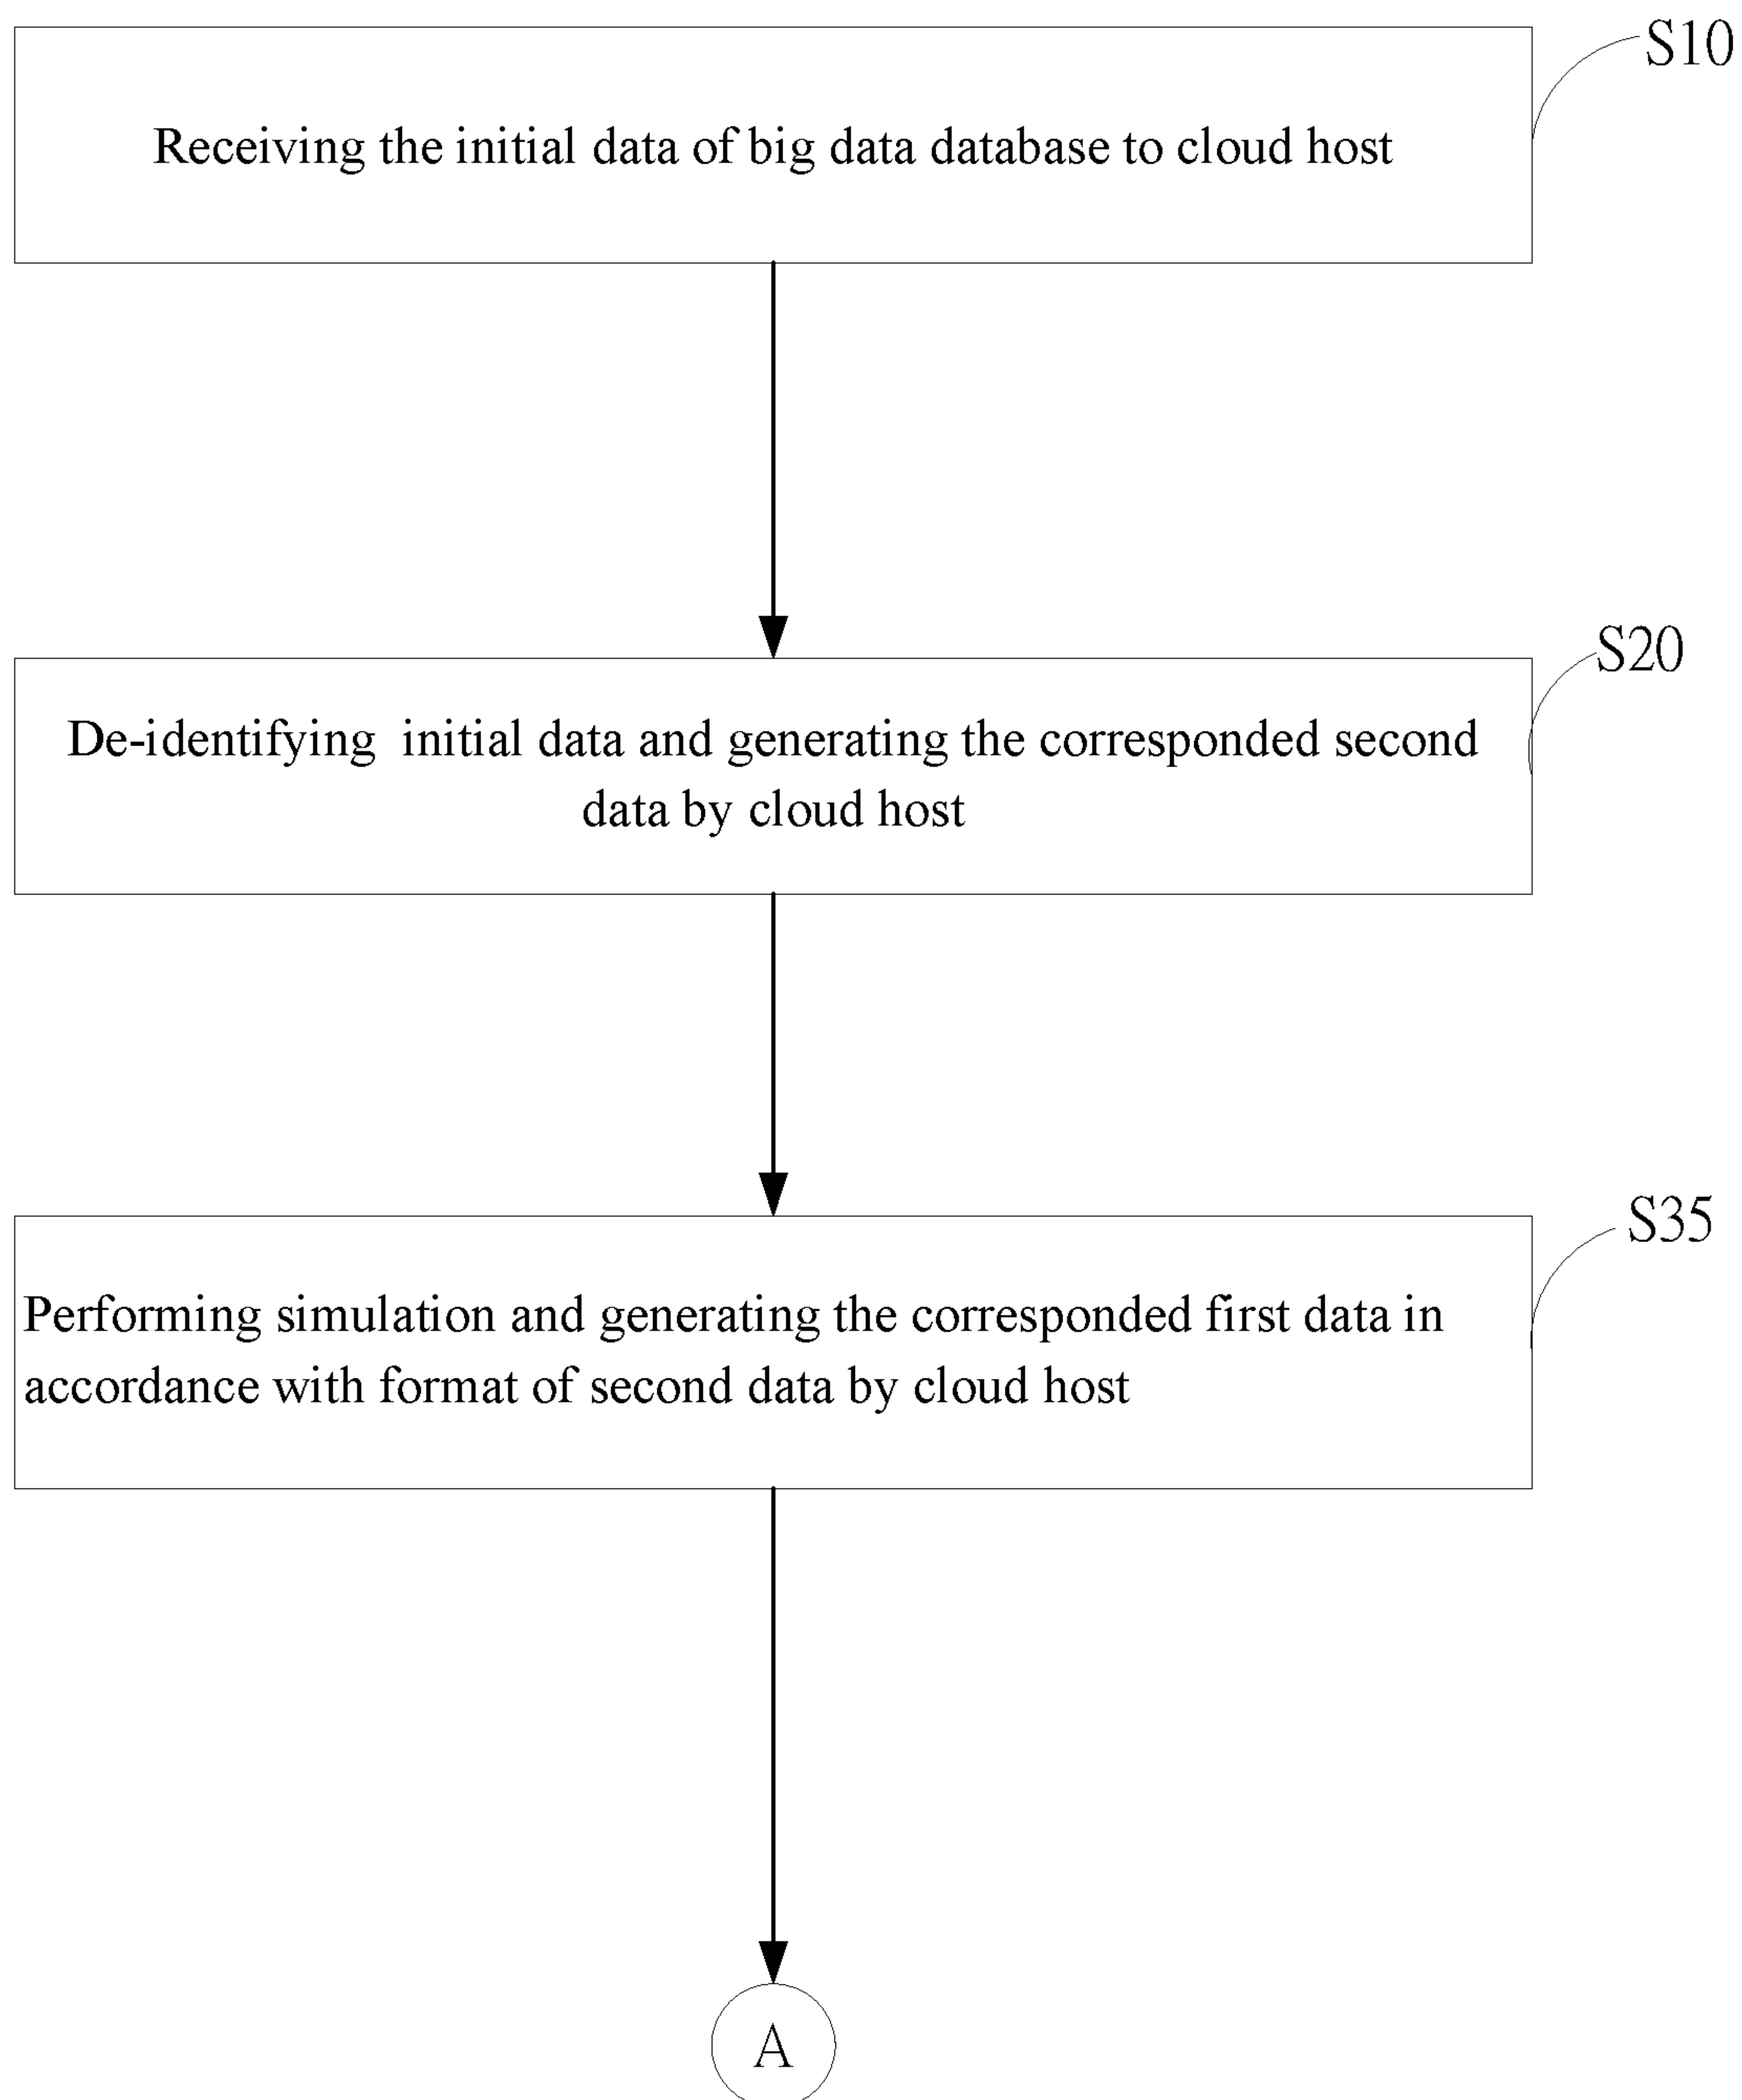 S10
Receiving the initial data of big data database to cloud host
S20
De-identifying initial data and generating the corresponded second
data by cloud host
S35
Performing simulation and generating the corresponded first data in
accordance with format of second data by cloud host
A